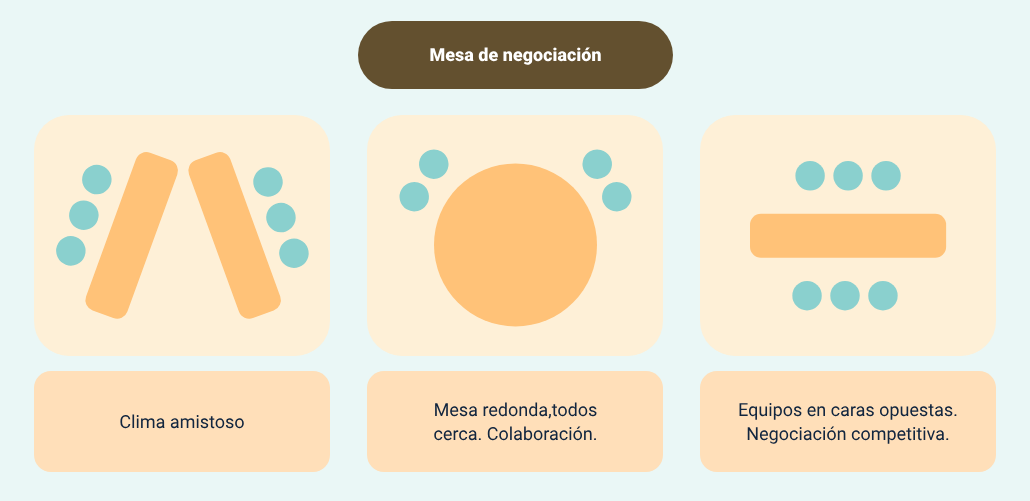 Mesa de negociación
Clima amistoso
Mesa redonda,todos
cerca. Colaboración.
Equipos en caras opuestas.
Negociación competitiva.